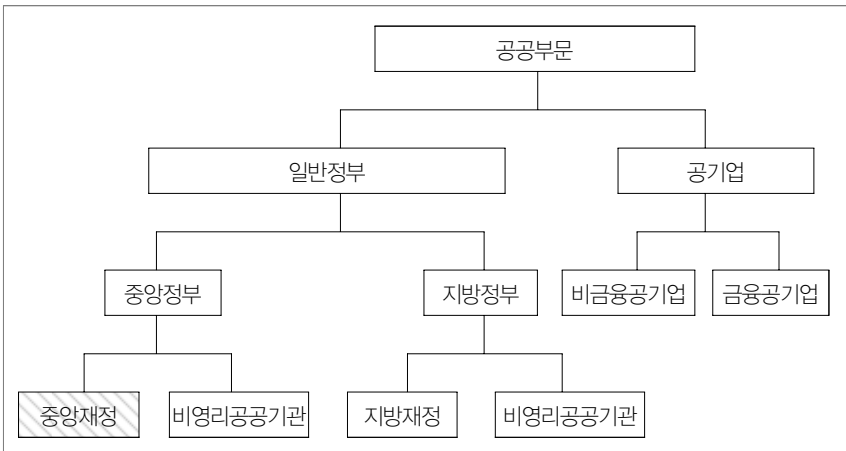 공공부문
일반정부
공기업
중앙정부
지방정부
비금융공기업
금융공기업
중앙재정
비영리공공기관
지방재정
비영리공공기관